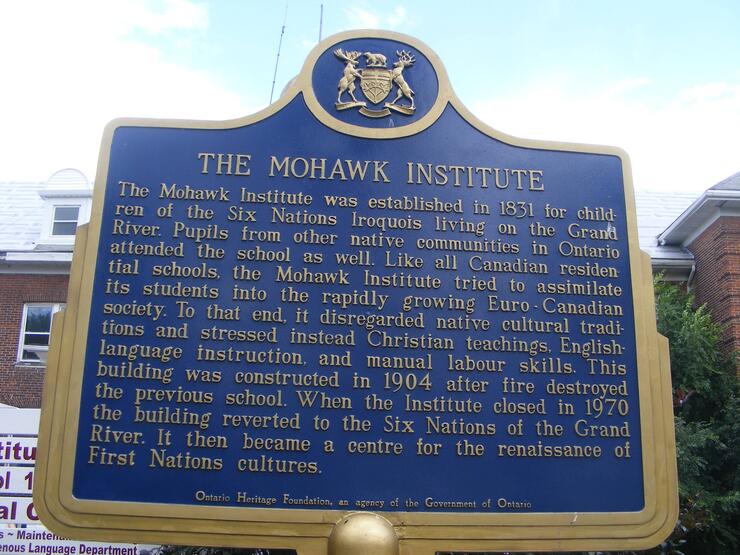 THE MOHAWK INSTITUTE
The Mohawk Institute was established in 1831 for child-
ren of the Six Nations Iroquois living on the Grand
River. Pupils from other native communities in Ontario
attended the school as well. Like all Canadian residen-
tial schools, the Mohawk Institute tried to assimilate
its students into the rapidly growing Euro-Canadian
society. To that end, it disregarded native cultural tradi-
tions and stressed instead Christian teachings, English-
language instruction, and manual labour skills. This
building was constructed in 1904 after fire destroyed
the previous school. When the Institute closed in 1970
the building reverted to the Six Nations of the Grand
River. It then became a centre for the renaissance of
First Nations cultures.
Ontario Heritage Foundation, an agency of the Government of Ontario
Language Department